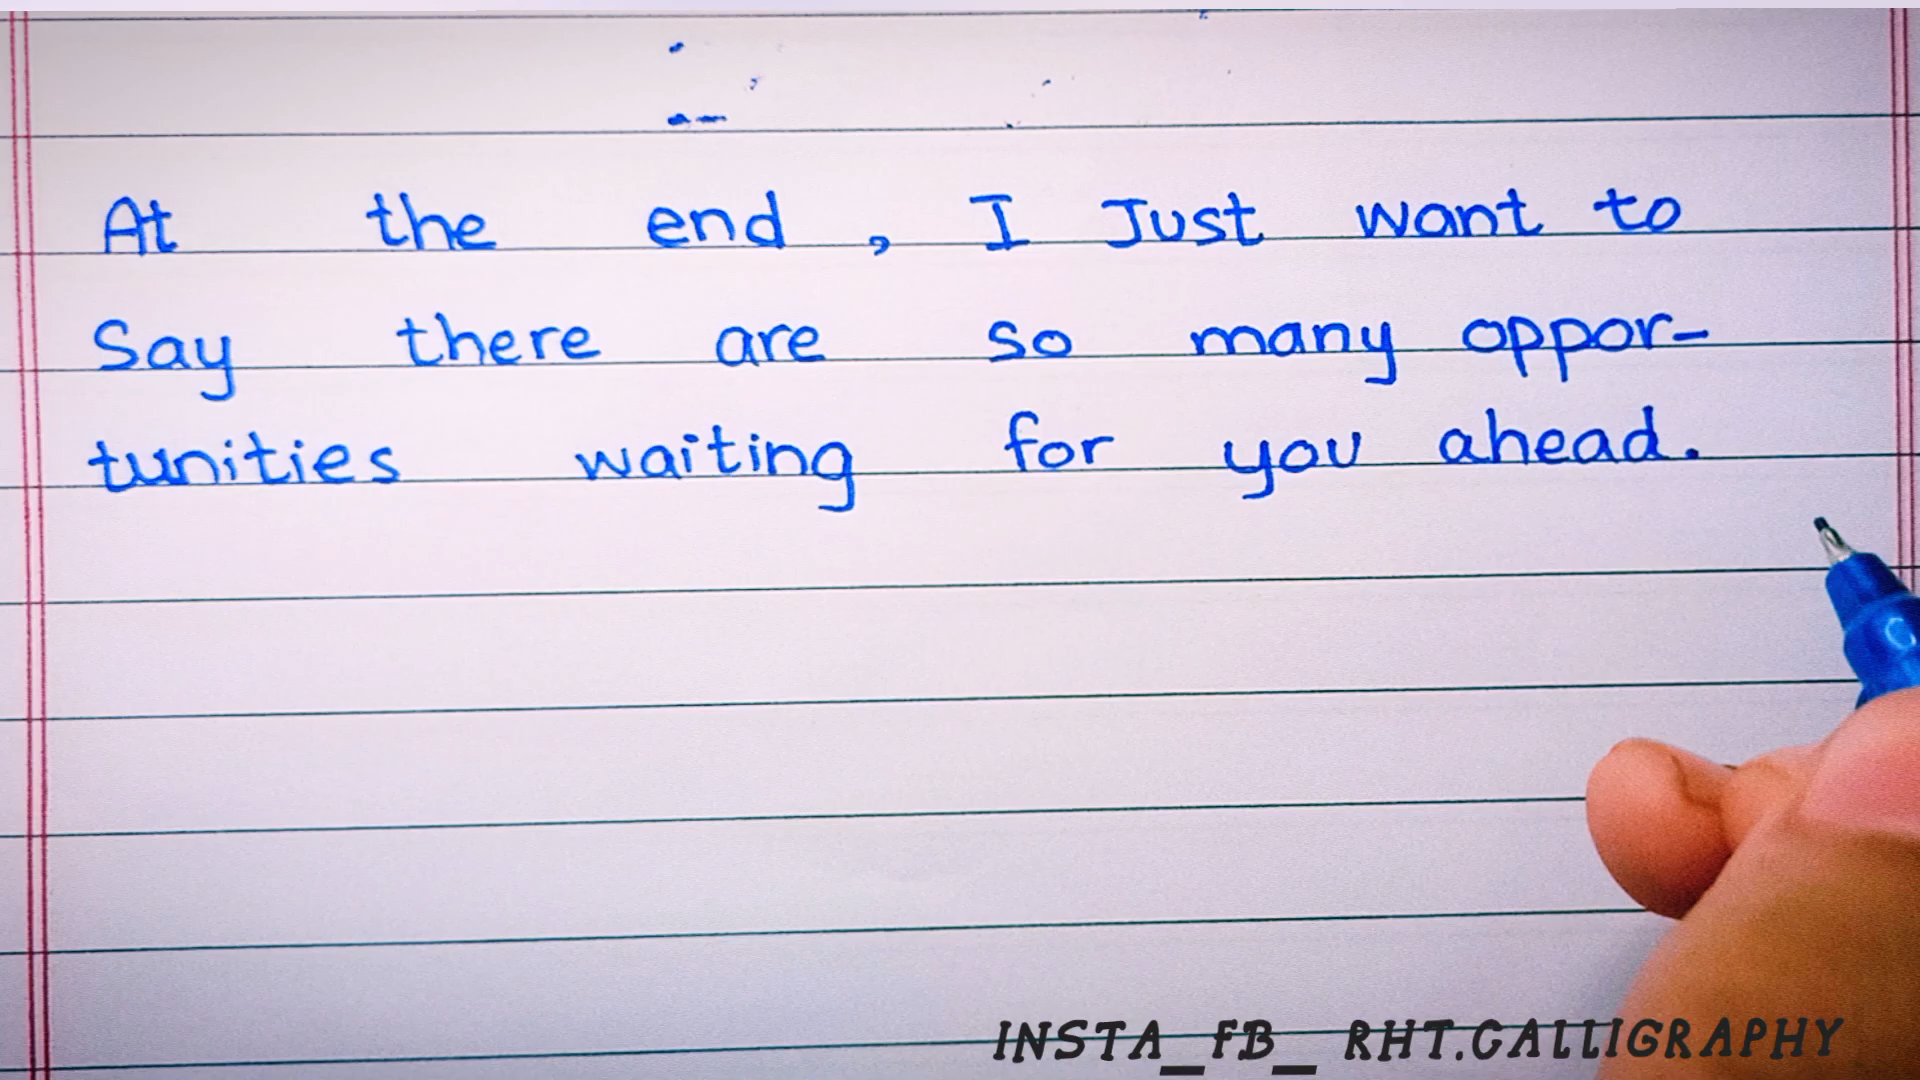 At the end, I Just want to
Say there are so many oppor-
tunities waiting for you ahead.
INSTA_FB_ RHT.CALLIGRAPHY